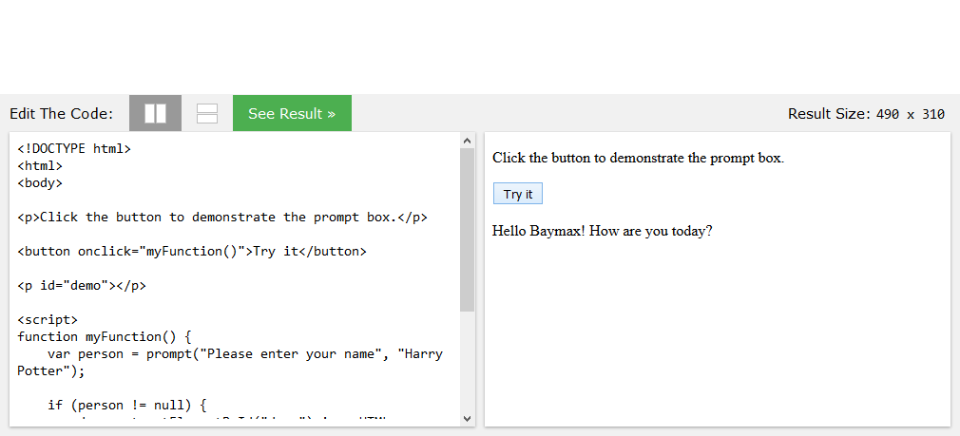 Edit The Code:
See Result »
Result Size: 490 x 310
<!DOCTYPE html>
<html>
<body>
<p>Click the button to demonstrate the prompt box.</p>
<button onclick="myFunction()">Try it</button>
<p id="demo"></p>
<script>
function myFunction() {
var person = prompt("Please enter your name", "Harry
Potter");
if (person != null) {
Click the button to demonstrate the prompt box.
Try it
Hello Baymax! How are you today?